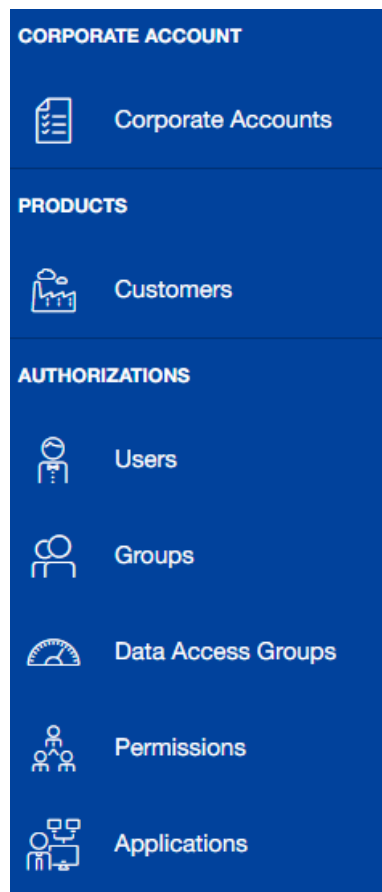 CORPORATE ACCOUNT
Corporate Accounts
PRODUCTS
Customers
AUTHORIZATIONS
Users
Groups
Data Access Groups
Permissions
Applications